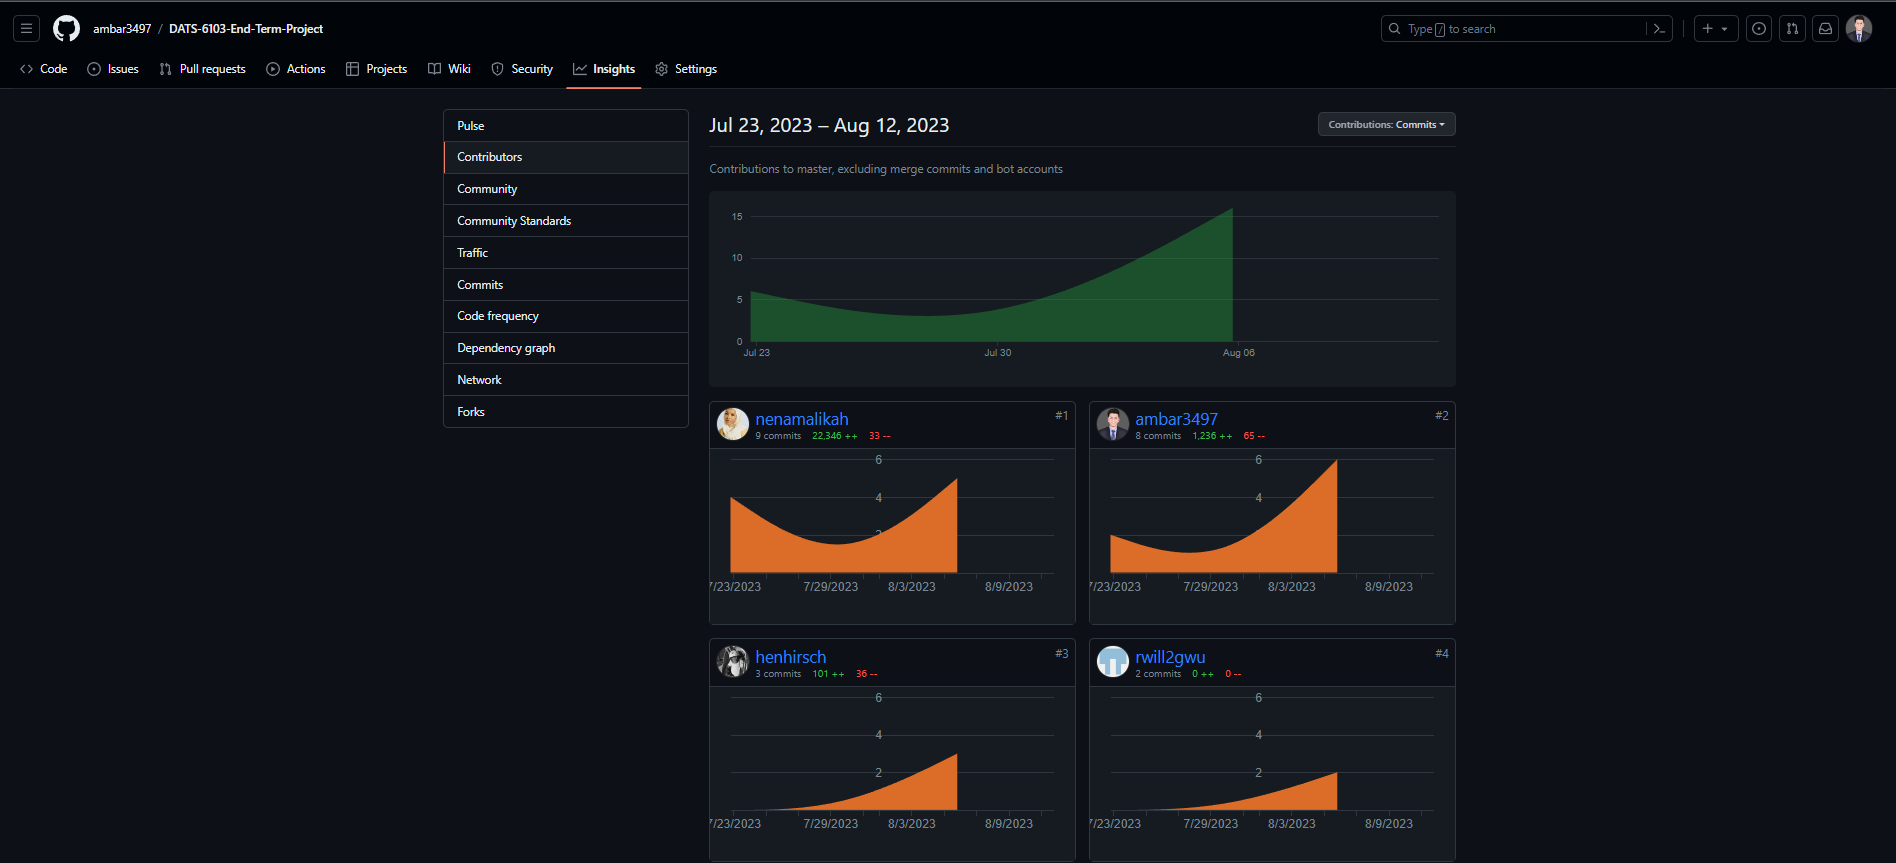 ambar3497 / DATS-6103-End-Term-Project
Type / to search
Code Issues Pull requests Actions Projects Wiki Security Insights Settings
Pulse
Contributors
Community
Community Standards
Traffic
Commits
Code frequency
Dependency graph
Network
Forks
Jul 23, 2023 – Aug 12, 2023
Contributions: Commits
Contributions to master, excluding merge commits and bot accounts
15
10
5
0
Jul 23 Jul 30 Aug 06
nenamalikah #1
9 commits 22,346 ++ 33 --
6
4
2
7/23/2023 7/29/2023 8/3/2023 8/9/2023
ambar3497 #2
8 commits 1,236 ++ 65 --
6
4
7/23/2023 7/29/2023 8/3/2023 8/9/2023
henhirsch #3
3 commits 101 ++ 36 --
6
4
2
7/23/2023 7/29/2023 8/3/2023 8/9/2023
rwill2gwu #4
2 commits 0 ++ 0 --
6
4
2
7/23/2023 7/29/2023 8/3/2023 8/9/2023